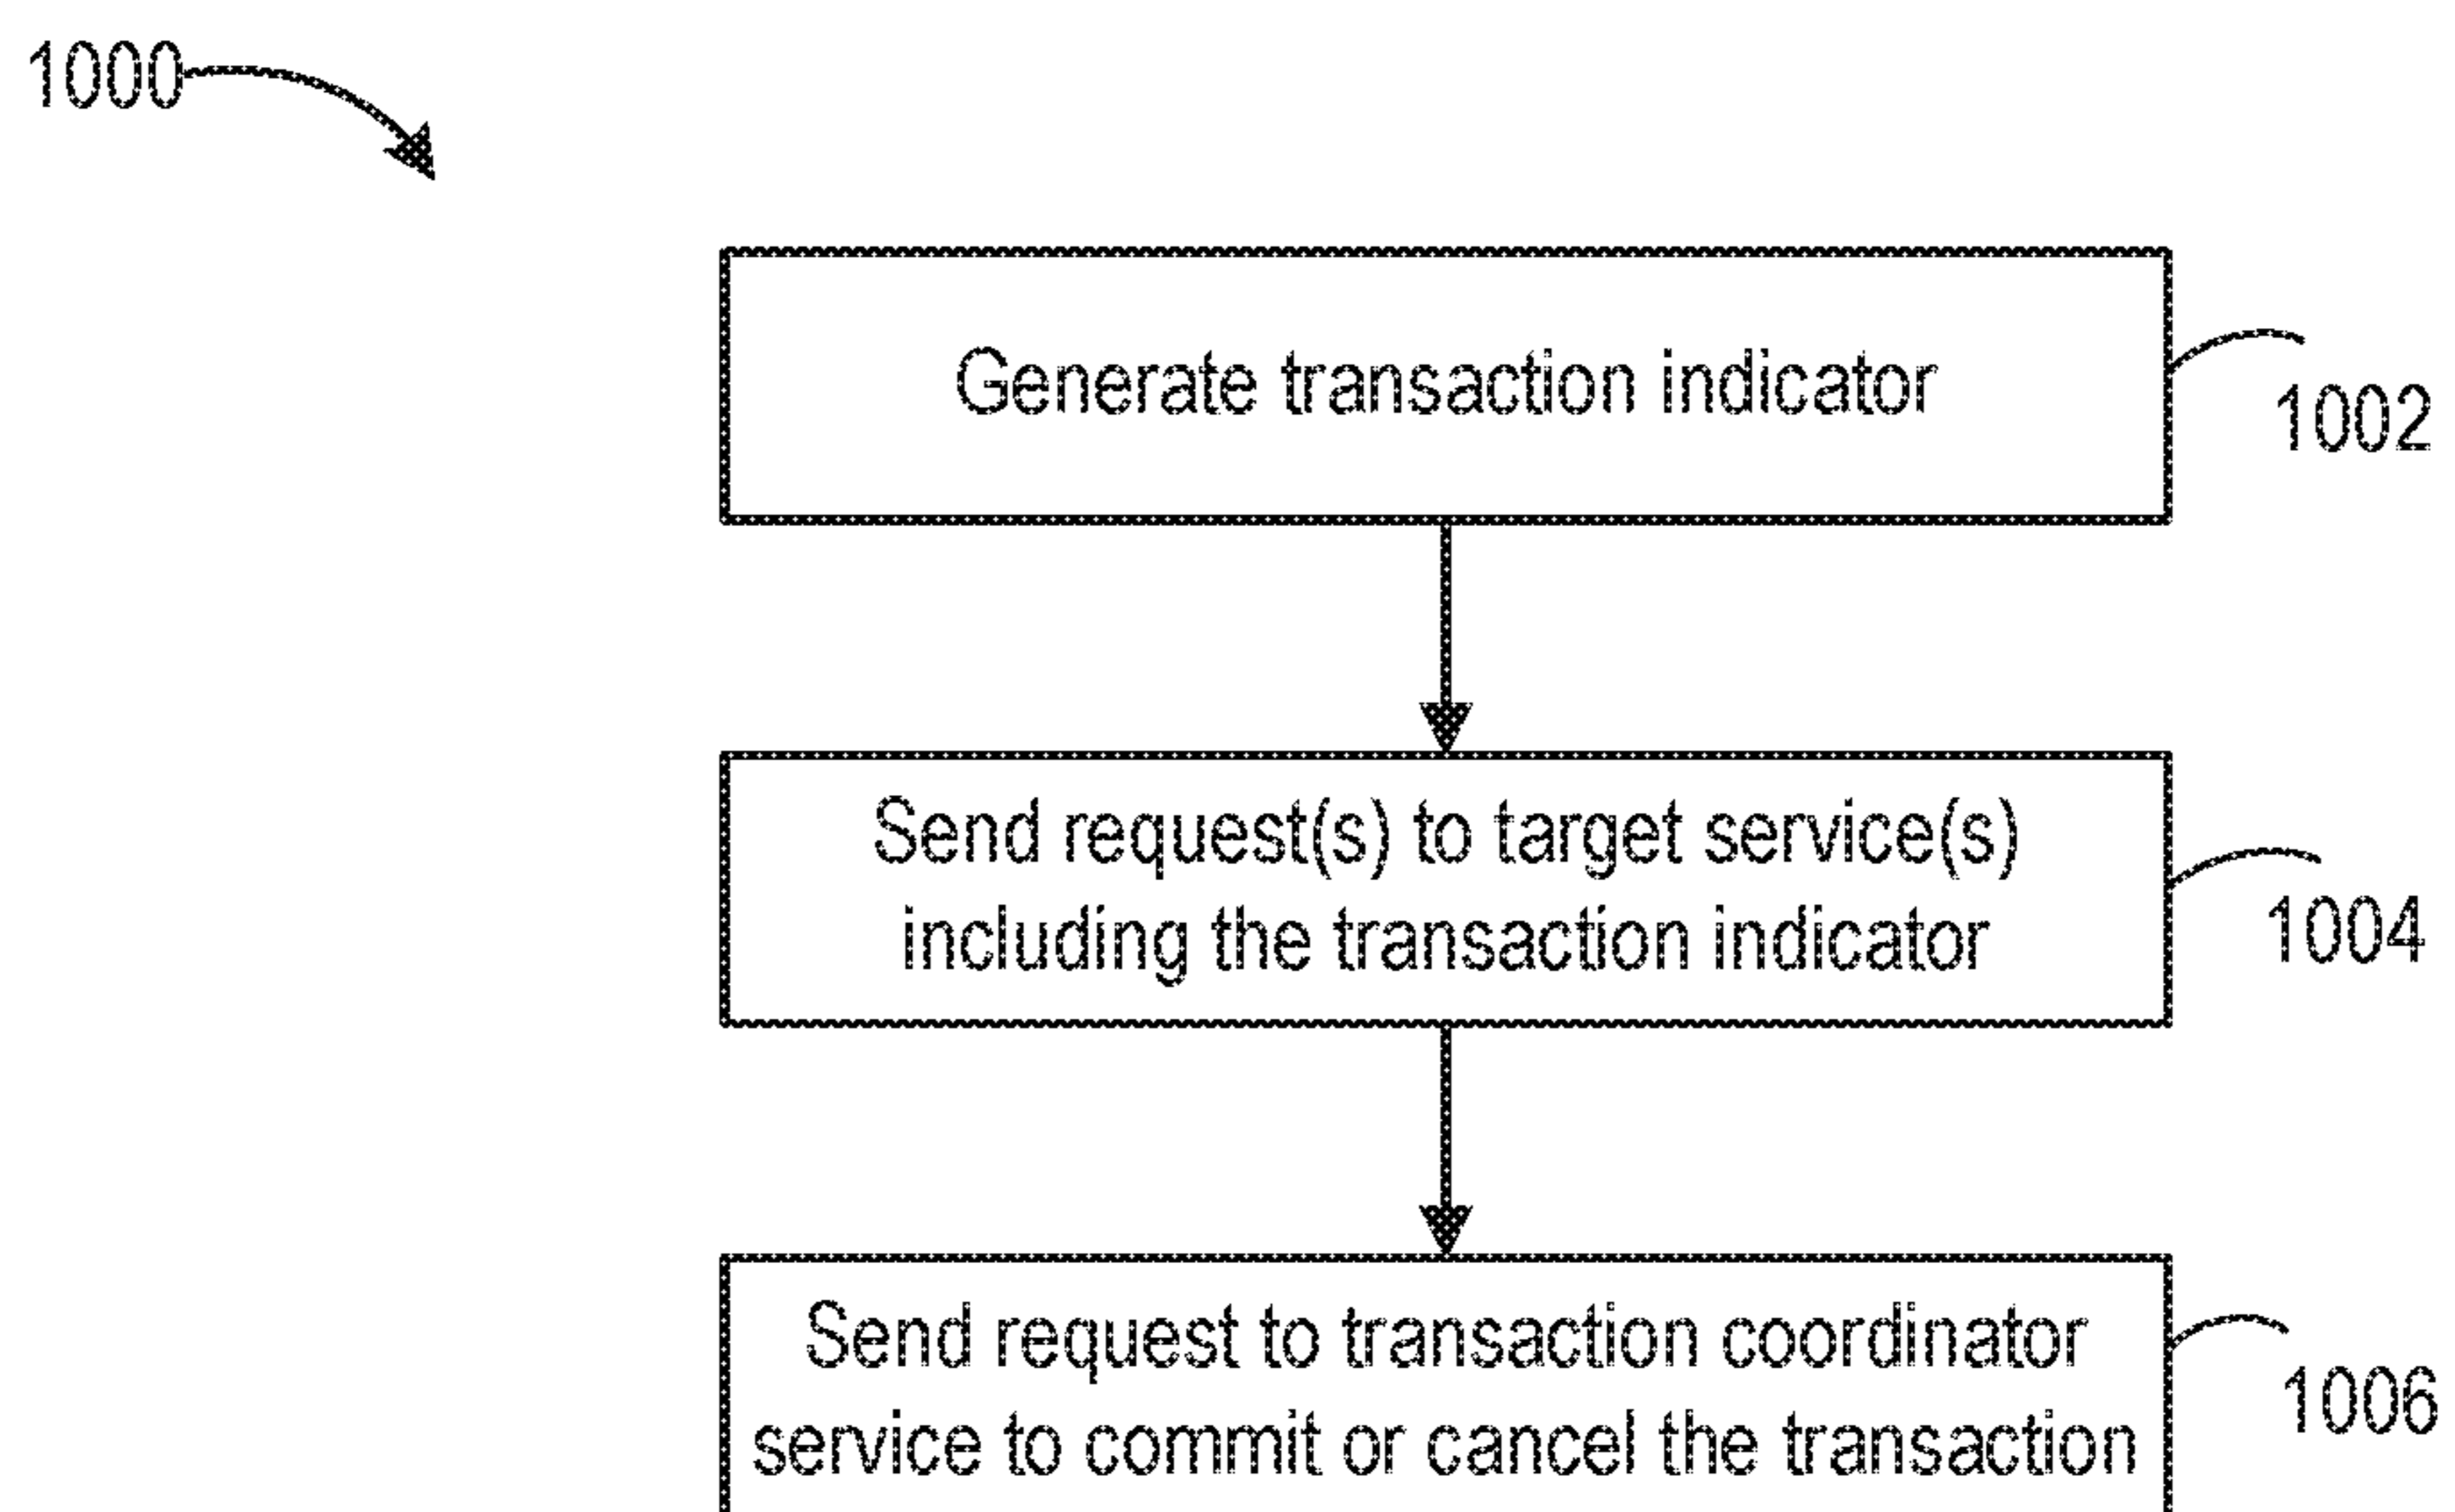 1000
Generate transaction indicator
1002
Send request(s) to target service(s)
including the transaction indicator
1004
Send request to transaction coordinator
service to commit or cancel the transaction
1006